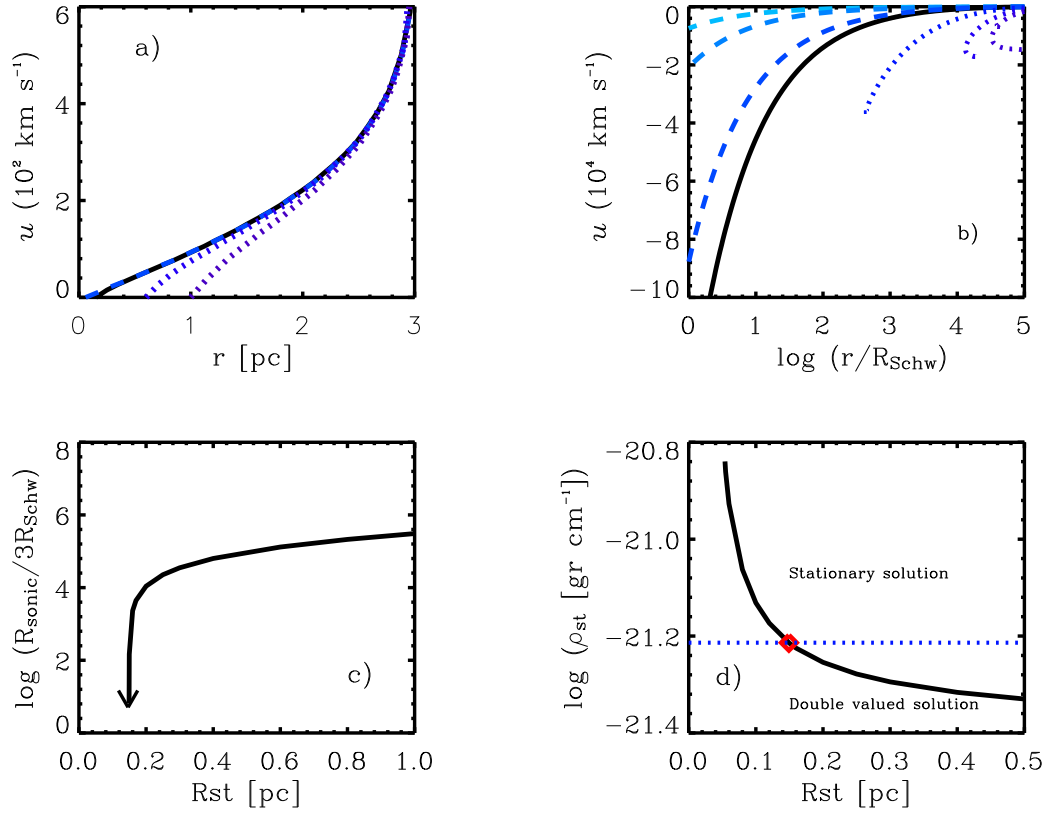 a)
6
4
2
0
u (10² km s⁻¹)
0 1 2 3
r [pc]
b)
0
−2
−4
−6
−8
−10
u (10⁴ km s⁻¹)
0 1 2 3 4 5
log (r/R_Schw)
c)
8
6
4
2
0
log (R_sonic/3R_Schw)
0.0 0.2 0.4 0.6 0.8 1.0
Rst [pc]
−20.8
−21.0
−21.2
−21.4
log (ρ_st [gr cm⁻¹])
Stationary solution
d)
Double valued solution
0.0 0.1 0.2 0.3 0.4 0.5
Rst [pc]